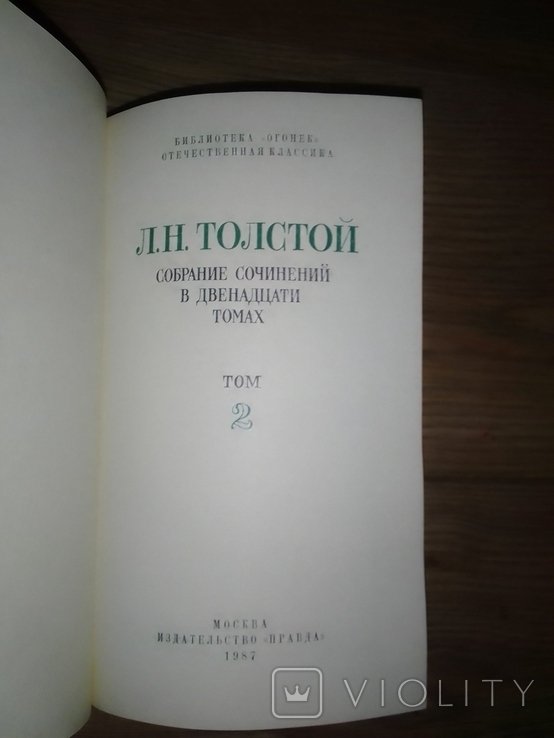 БИБЛИОТЕКА «ОГОНЕК»
ОТЕЧЕСТВЕННАЯ КЛАССИКА
Л.Н. ТОЛСТОЙ
СОБРАНИЕ СОЧИНЕНИЙ
В ДВЕНАДЦАТИ
ТОМАХ
ТОМ
2
МОСКВА
ИЗДАТЕЛЬСТВО «ПРАВДА»
1987
VIOLITY